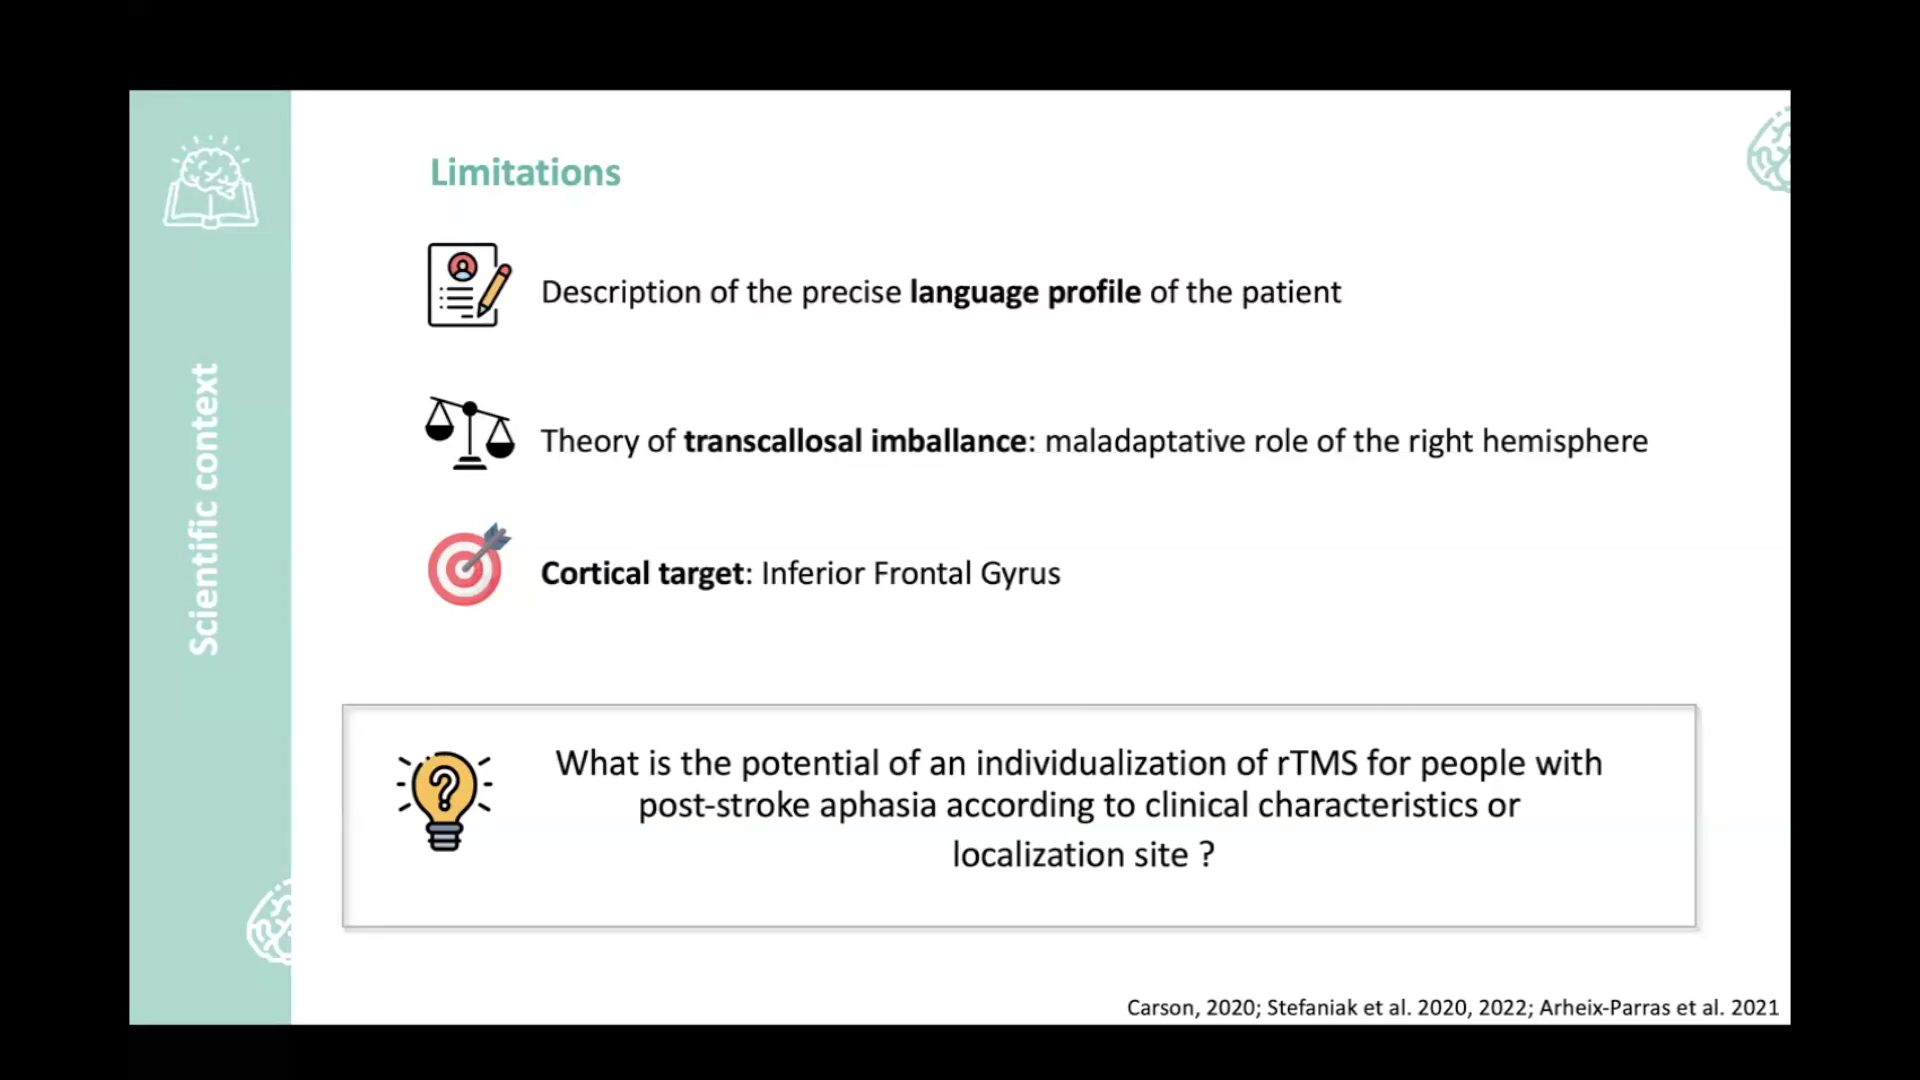 Scientific context
Limitations
Description of the precise language profile of the patient
Theory of transcallosal imballance: maladaptative role of the right hemisphere
Cortical target: Inferior Frontal Gyrus
What is the potential of an individualization of rTMS for people with
post-stroke aphasia according to clinical characteristics or
localization site ?
Carson, 2020; Stefaniak et al. 2020, 2022; Arheix-Parras et al. 2021